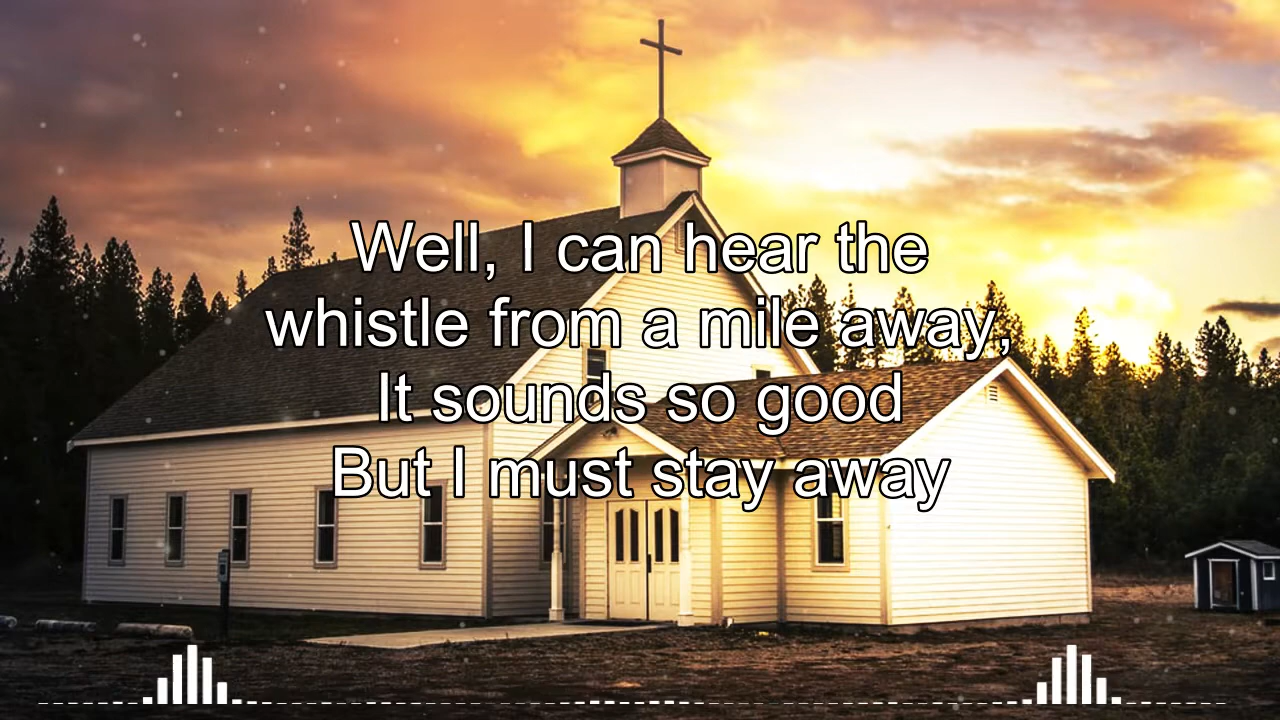 Well, I can hear the
whistle from a mile away,
It sounds so good
But I must stay away